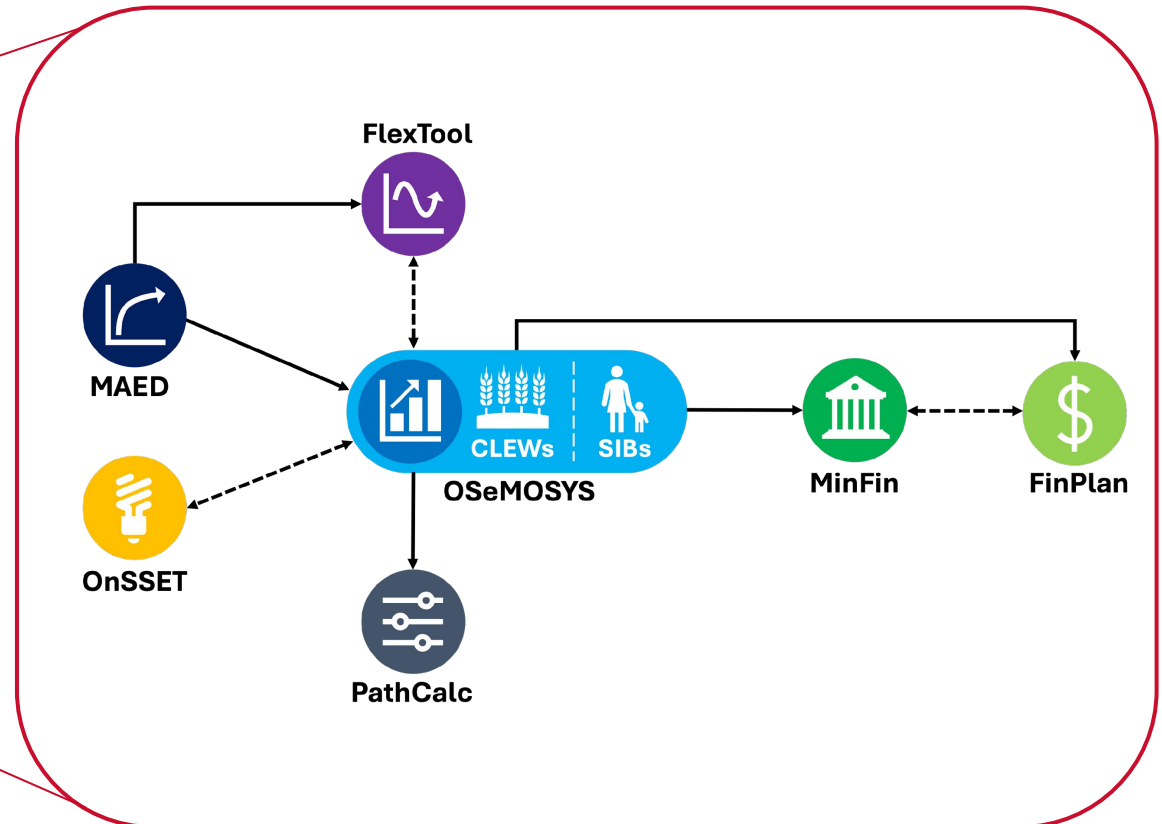 FlexTool
MAED
CLEWs
SIBs
OSeMOSYS
MinFin
FinPlan
OnSSET
PathCalc